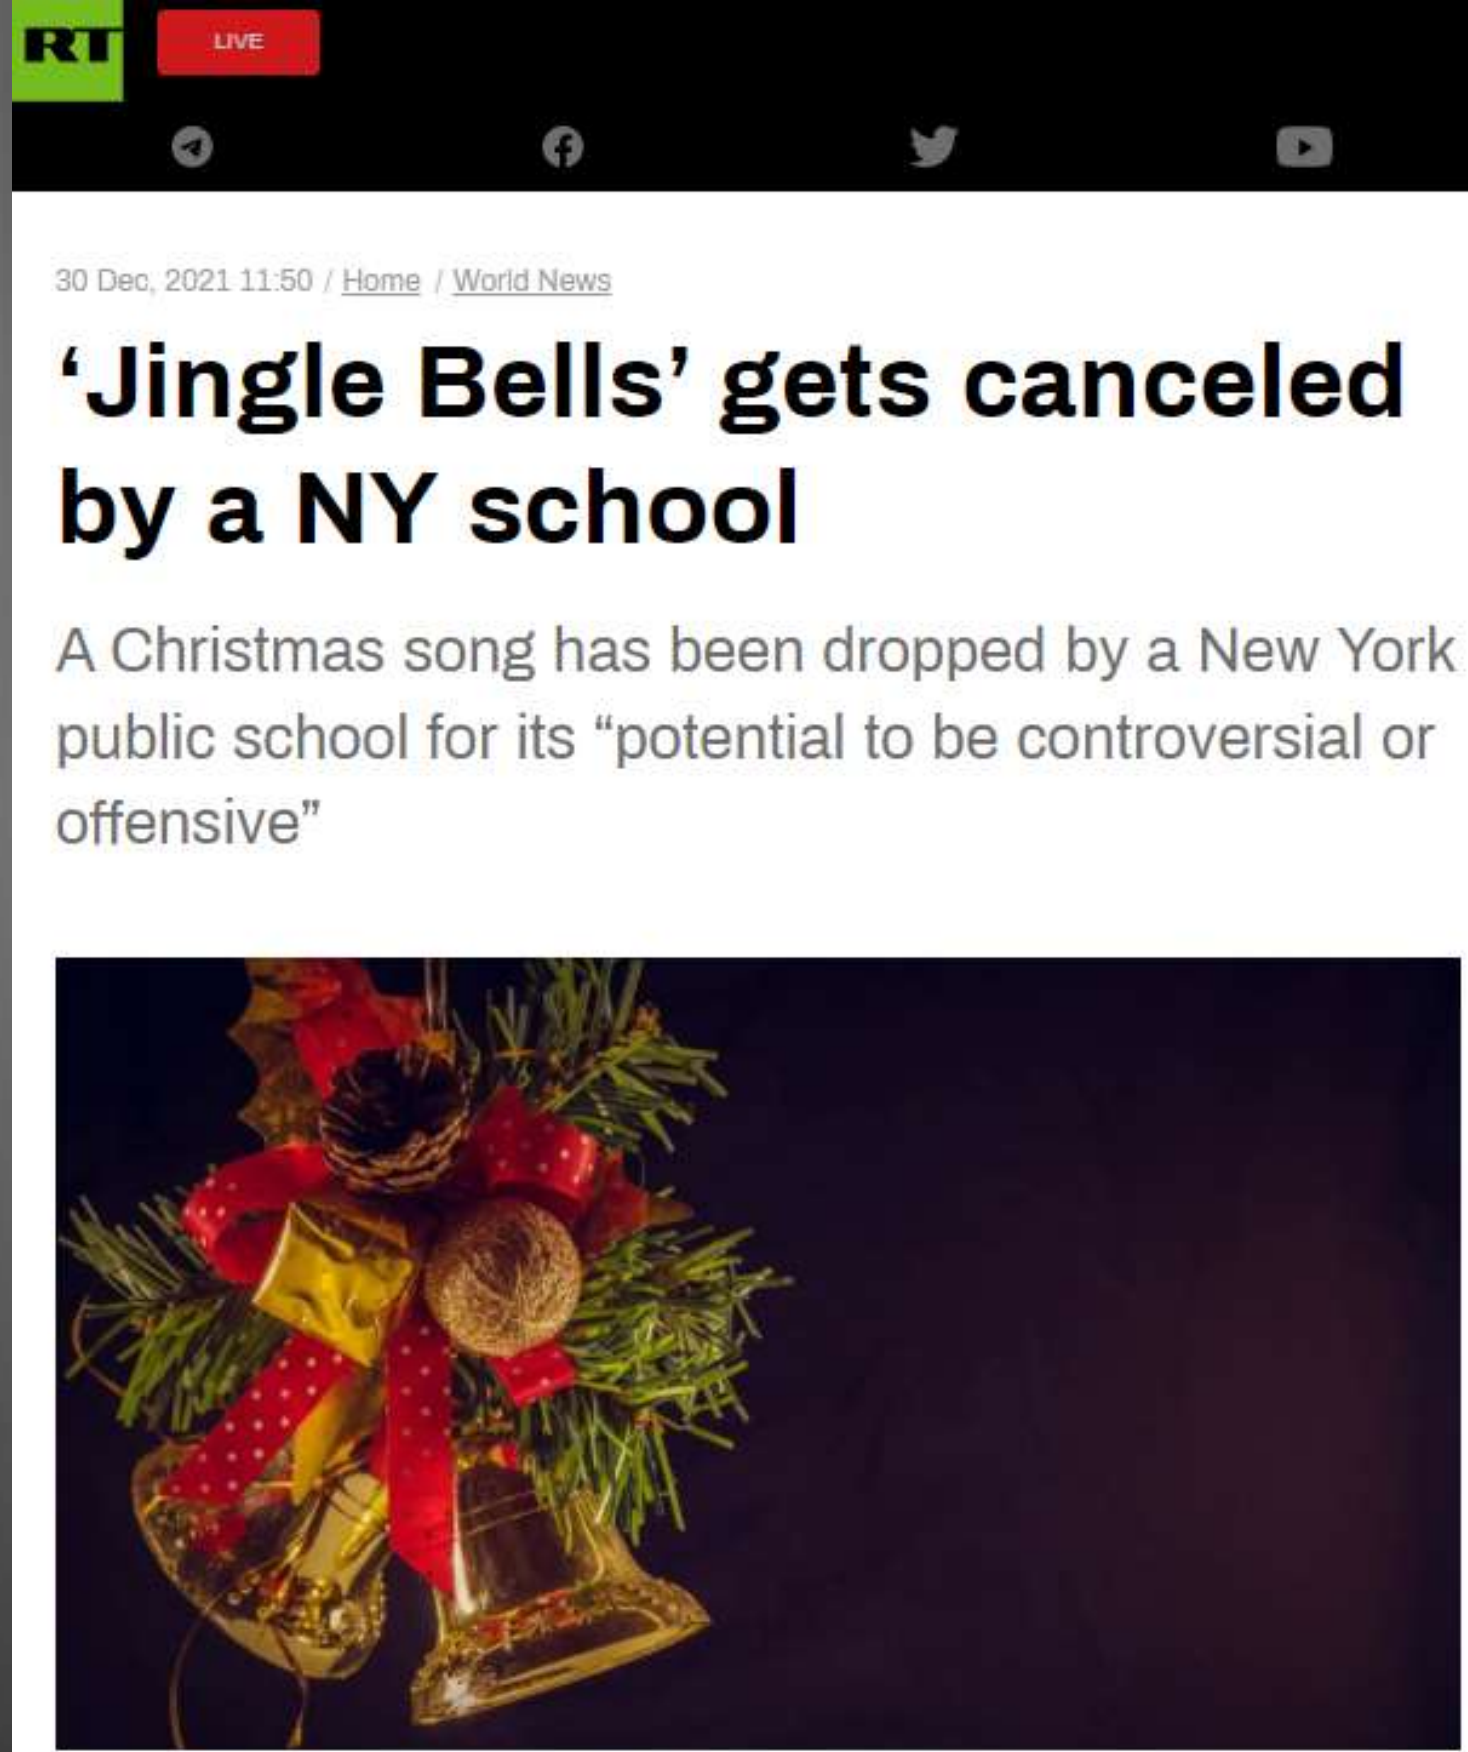 RT
LIVE
30 Dec, 2021 11:50 / Home / World News
‘Jingle Bells’ gets canceled
by a NY school
A Christmas song has been dropped by a New York
public school for its “potential to be controversial or
offensive”